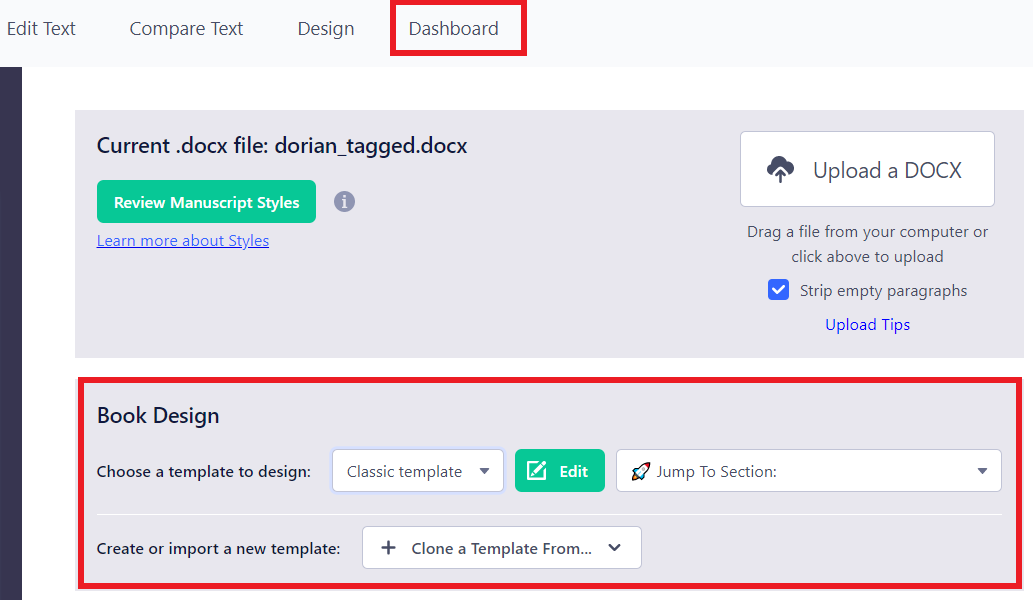 Edit Text Compare Text Design Dashboard
Current .docx file: dorian_tagged.docx
Review Manuscript Styles i
Learn more about Styles
Upload a DOCX
Drag a file from your computer or
click above to upload
Strip empty paragraphs
Upload Tips
Book Design
Choose a template to design: Classic template Edit Jump To Section:
Create or import a new template: Clone a Template From...